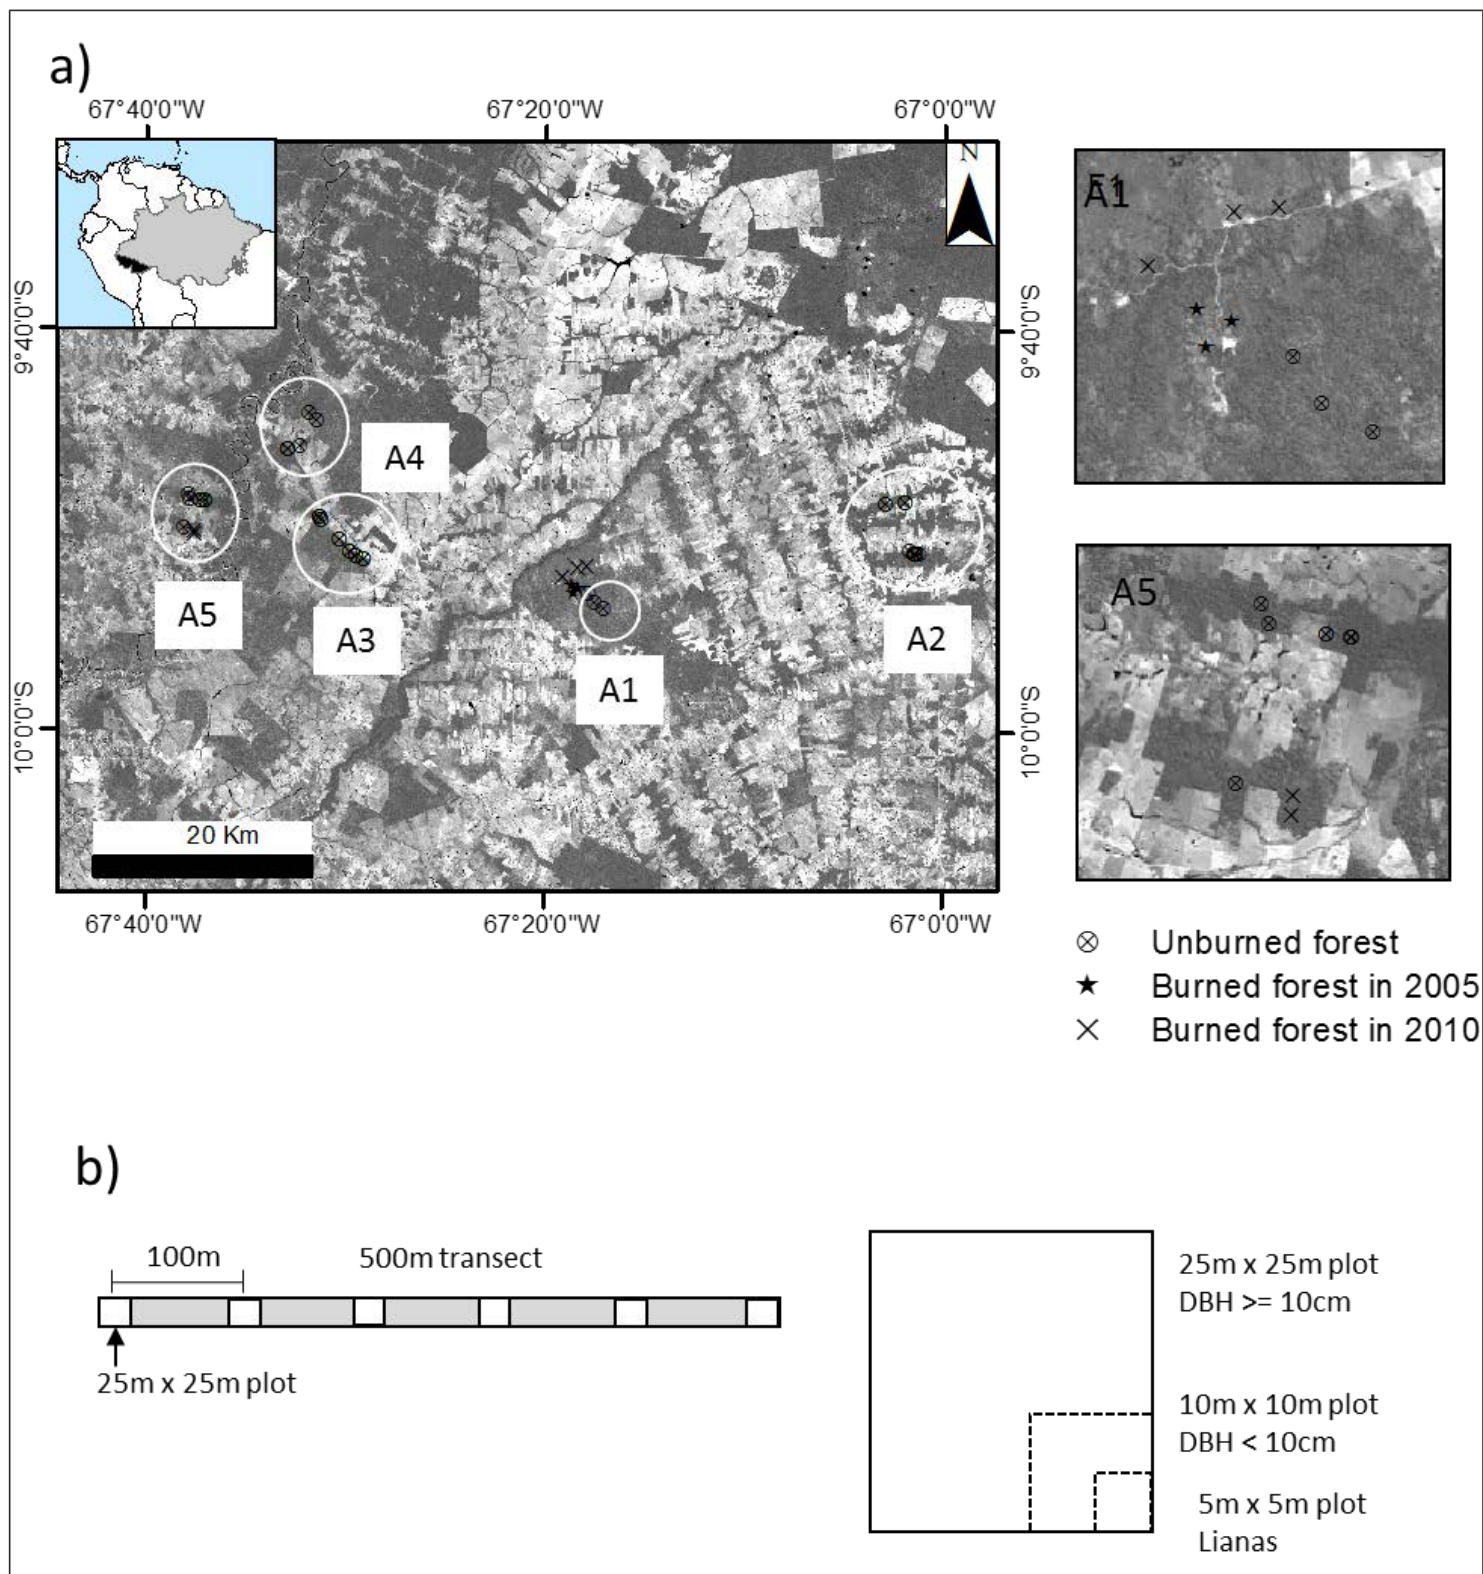 a)
67°40'0"W
67°20'0"W
67°0'0"W
N
9°40'0"S
9°40'0"S
A4
A5
A3
A2
A1
10°0'0"S
10°0'0"S
20 Km
67°40'0"W
67°20'0"W
67°0'0"W
A1
A5
Unburned forest
Burned forest in 2005
Burned forest in 2010
b)
100m
500m transect
25m x 25m plot
25m x 25m plot
DBH >= 10cm
10m x 10m plot
DBH < 10cm
5m x 5m plot
Lianas